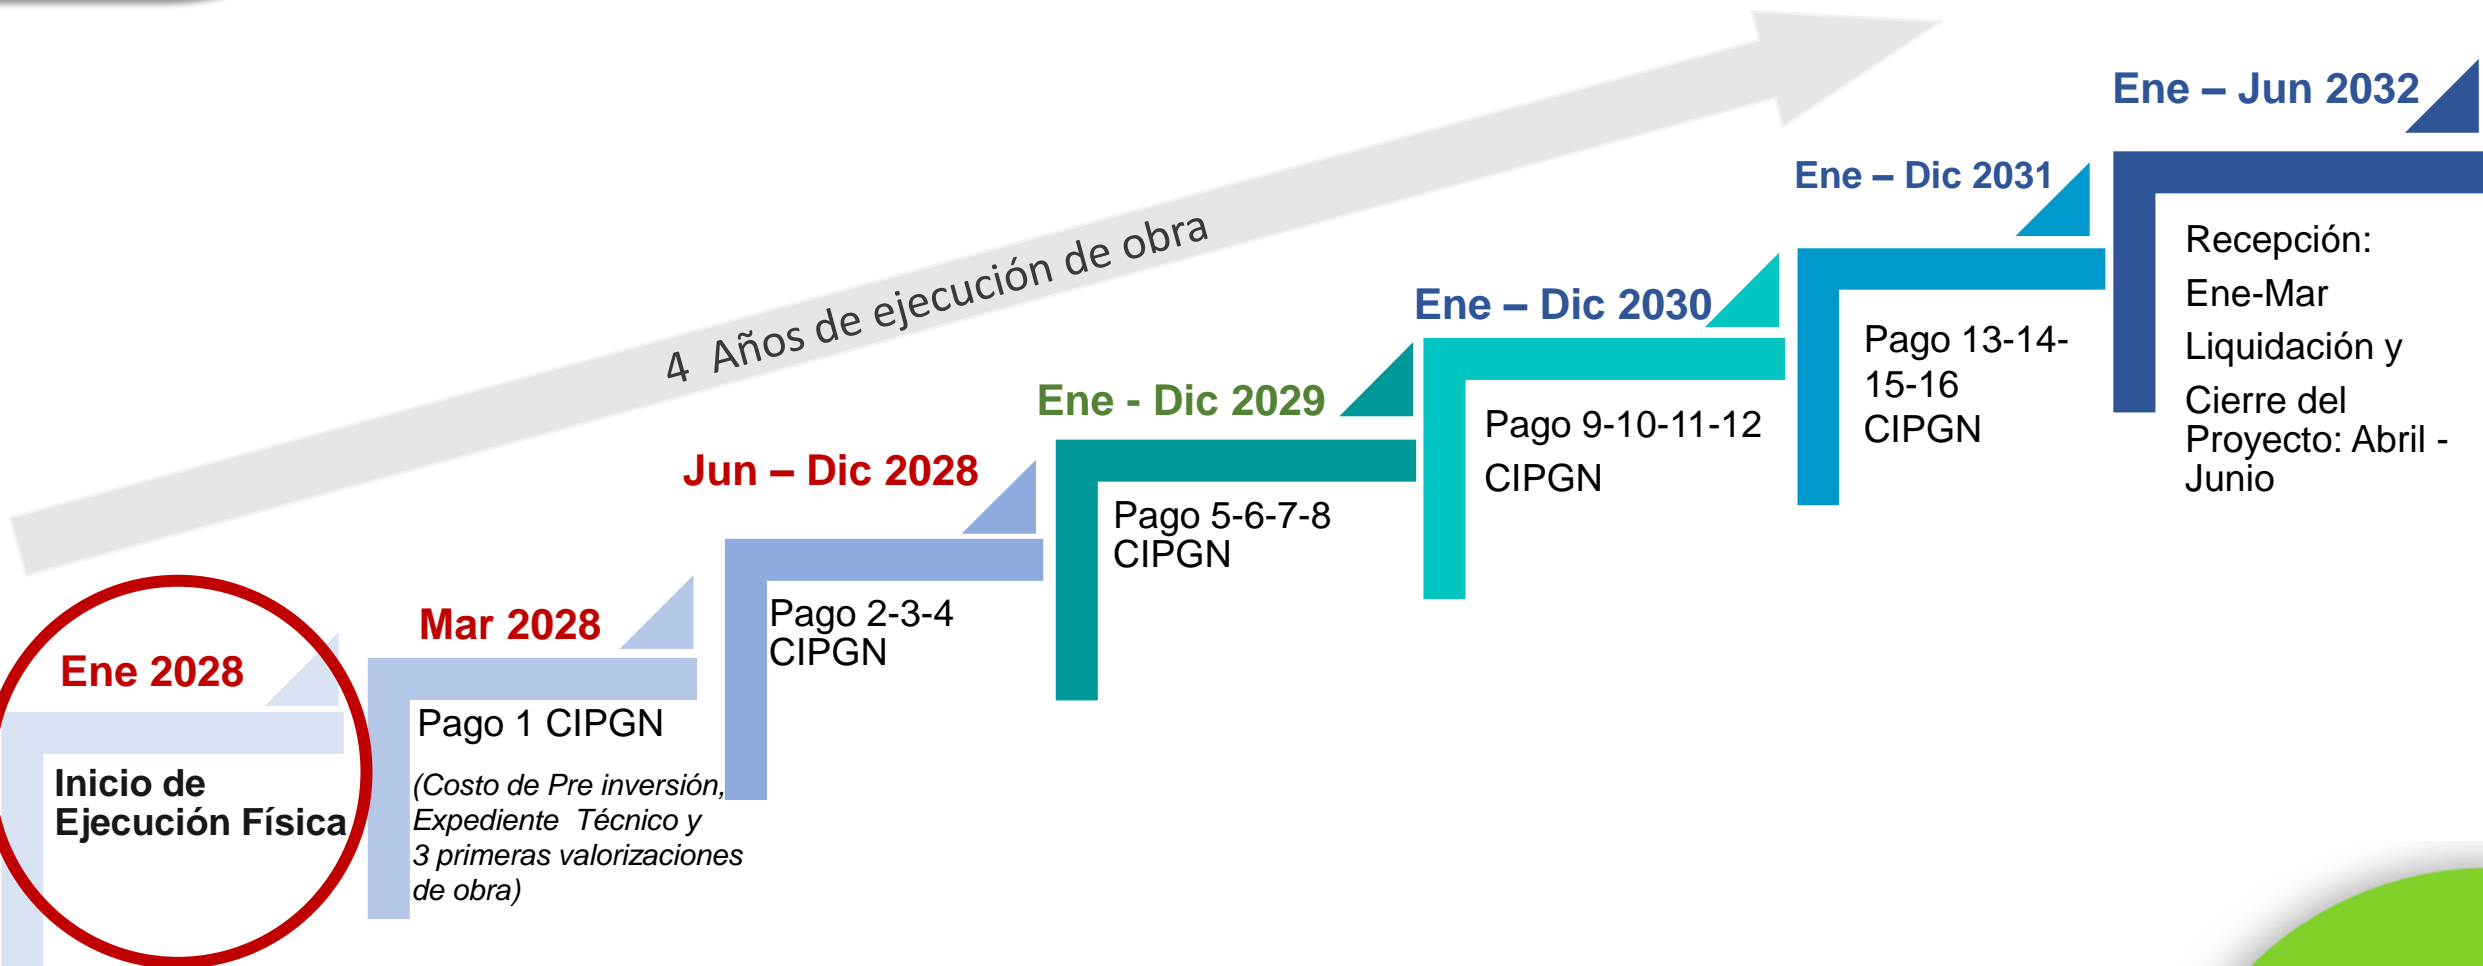 4 Años de ejecución de obra
Ene 2028
Inicio de
Ejecución Física
Mar 2028
Pago 1 CIPGN
(Costo de Pre inversión,
Expediente Técnico y
3 primeras valorizaciones
de obra)
Jun – Dic 2028
Pago 2-3-4
CIPGN
Ene - Dic 2029
Pago 5-6-7-8
CIPGN
Ene – Dic 2030
Pago 9-10-11-12
CIPGN
Ene – Dic 2031
Pago 13-14-
15-16
CIPGN
Ene – Jun 2032
Recepción:
Ene-Mar
Liquidación y
Cierre del
Proyecto: Abril -
Junio